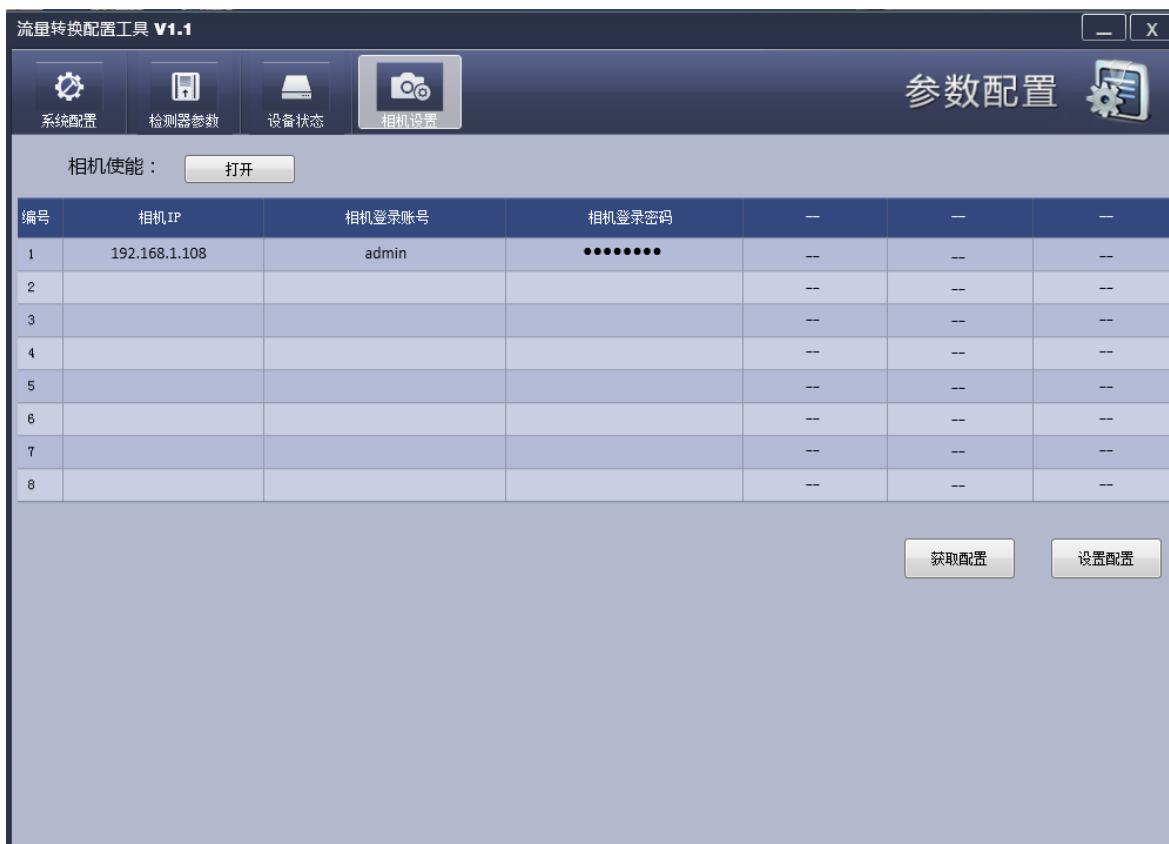 流量转换配置工具 V1.1
_ X
系统配置 检测器参数 设备状态 相机设置 参数配置
相机使能： 打开
编号 相机IP 相机登录账号 相机登录密码 -- -- --
1 192.168.1.108 admin ●●●●●●●● -- -- --
2 -- -- --
3 -- -- --
4 -- -- --
5 -- -- --
6 -- -- --
7 -- -- --
8 -- -- --
获取配置 设置配置